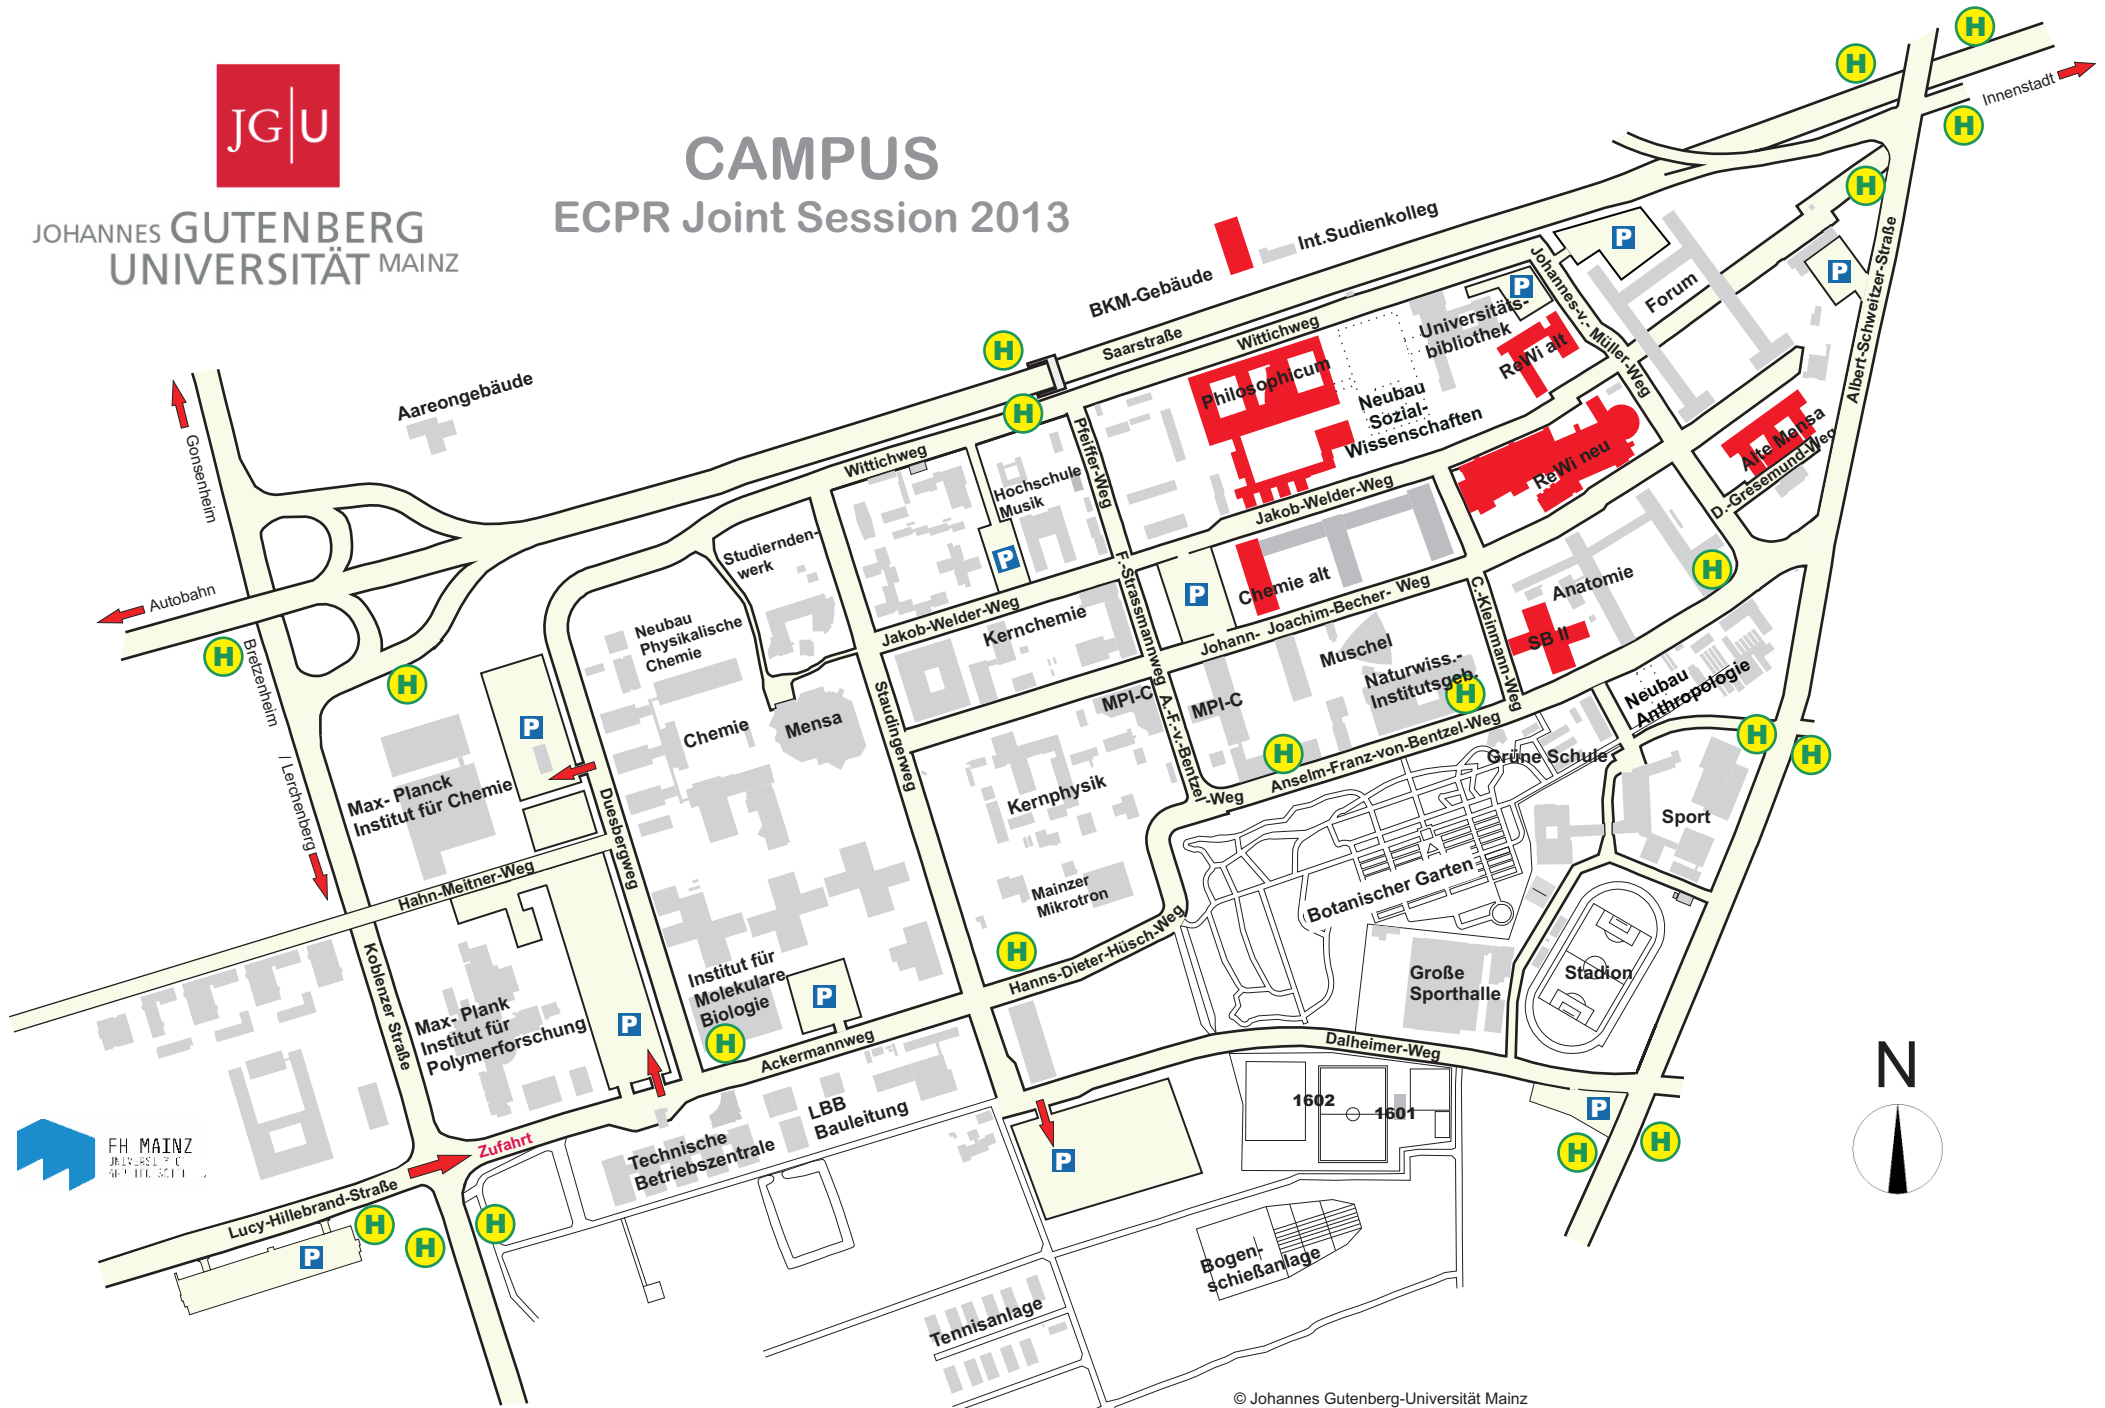 JG|U
JOHANNES GUTENBERG
UNIVERSITÄT MAINZ
CAMPUS
ECPR Joint Session 2013
H
H
H
H
Innenstadt
Albert-Schweitzer-Straße
P
P
P
Forum
Int.Sudienkolleg
BKM-Gebäude
Saarstraße
Wittichweg
Johannes-v.- Müller-Weg
Universitäts-
bibliothek
ReWi alt
Philosophicum
Neubau
Sozial-
Wissenschaften
ReWi neu
Alte Mensa
D.-Gresemund-Weg
H
H
Aareongebäude
Gonsenheim
Autobahn
Bretzenheim
/ Lerchenberg
H
H
Wittichweg
Pfeiffer-Weg
Hochschule
Musik
P
Studiernden-
werk
Jakob-Welder-Weg
Jakob-Welder-Weg
Kernchemie
F.-Strassmannweg
P
Chemie alt
Johann- Joachim-Becher- Weg
C.-Kleinmann-Weg
Anatomie
SB II
H
Muschel
Naturwiss.-
Institutsgeb.
H
Neubau
Anthropologie
Neubau
Physikalische
Chemie
Chemie
Mensa
Staudingerweg
MPI-C
MPI-C
A.-F.-v.-Bentzel
-Weg
Anselm-Franz-von-Bentzel-Weg
H
Grüne Schule
H
H
Sport
P
Max- Planck
Institut für Chemie
Duesbergweg
Kernphysik
Mainzer
Mikrotron
Botanischer Garten
Hahn-Meitner-Weg
Koblenzer Straße
Max- Plank
Institut für
Polymerforschung
P
Institut für
Molekulare
Biologie
H
P
H
Hanns-Dieter-Hüsch-Weg
Große
Sporthalle
Stadion
Ackermannweg
Dalheimer-Weg
1602
1601
P
H
H
N
LBB
Bauleitung
Technische
Betriebszentrale
P
Zufahrt
FH MAINZ
Lucy-Hillebrand-Straße
H
H
H
P
Bogen-
schießanlage
Tennisanlage
© Johannes Gutenberg-Universität Mainz